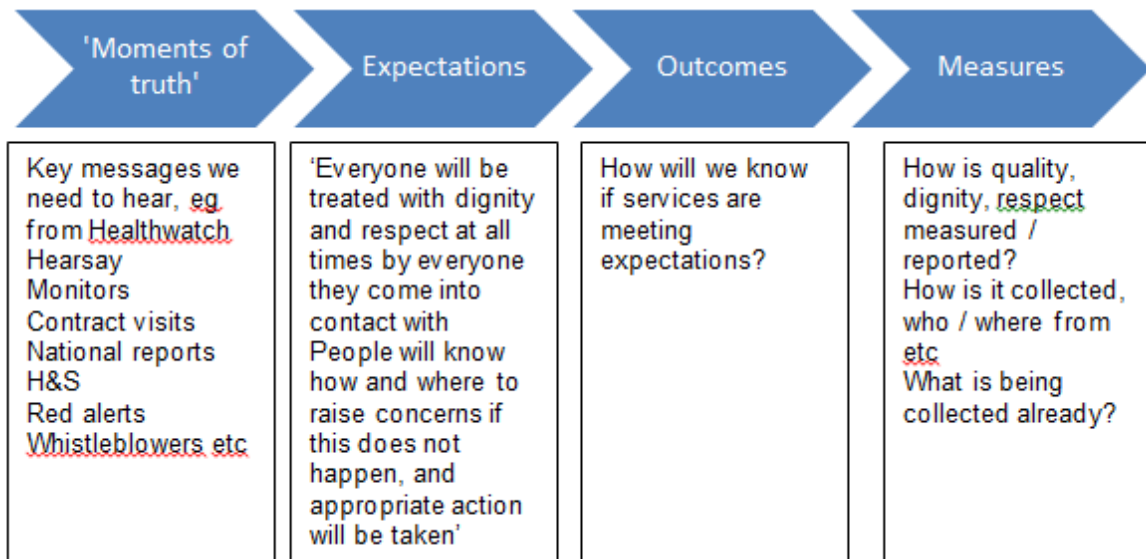 'Moments of
truth'
Expectations
Outcomes
Measures
Key messages we
need to hear, eg
from Healthwatch
Hearsay
Monitors
Contract visits
National reports
H&S
Red alerts
Whistleblowers etc
‘Everyone will be
treated with dignity
and respect at all
times by everyone
they come into
contact with
People will know
how and where to
raise concerns if
this does not
happen, and
appropriate action
will be taken’
How will we know
if services are
meeting
expectations?
How is quality,
dignity, respect
measured /
reported?
How is it collected,
who / where from
etc
What is being
collected already?